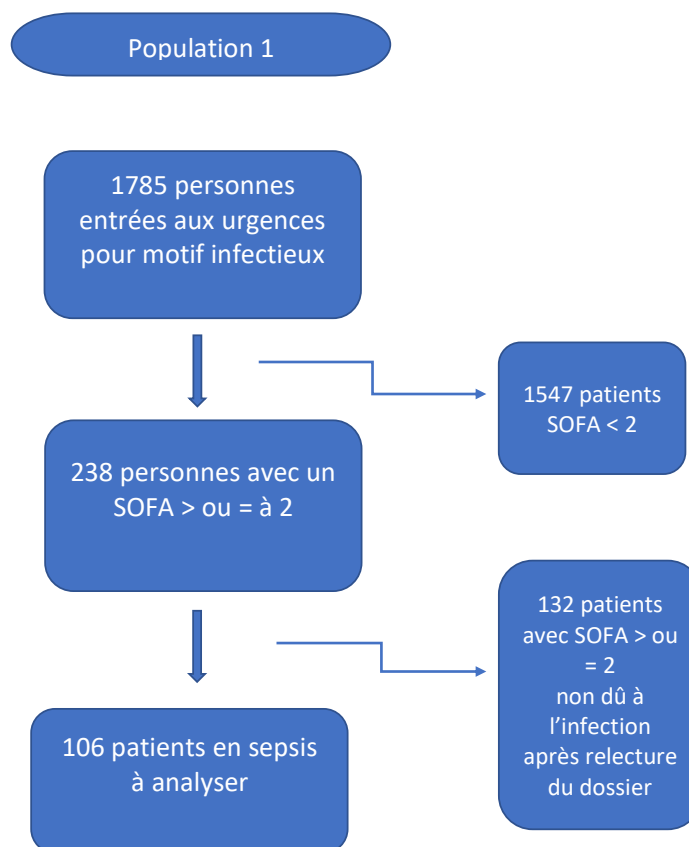 Population 1
1785 personnes
entrées aux urgences
pour motif infectieux
1547 patients
SOFA < 2
238 personnes avec un
SOFA > ou = à 2
132 patients
avec SOFA > ou
= 2
non dû à
l’infection
après relecture
du dossier
106 patients en sepsis
à analyser